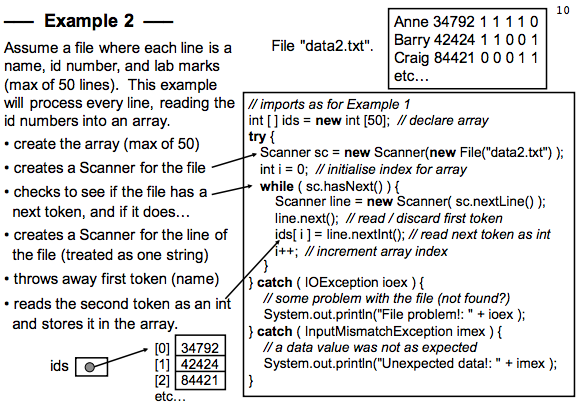 10
Example 2
Assume a file where each line is a
name, id number, and lab marks
(max of 50 lines). This example
will process every line, reading the
id numbers into an array.
• create the array (max of 50)
• creates a Scanner for the file
• checks to see if the file has a
next token, and if it does…
• creates a Scanner for the line of
the file (treated as one string)
• throws away first token (name)
• reads the second token as an int
and stores it in the array.
ids
[0] 34792
[1] 42424
[2] 84421
etc…
File "data2.txt".
Anne 34792 1 1 1 1 0
Barry 42424 1 1 0 0 1
Craig 84421 0 0 0 1 1
etc…
// imports as for Example 1
int [ ] ids = new int [50]; // declare array
try {
Scanner sc = new Scanner(new File("data2.txt") );
int i = 0; // initialise index for array
while ( sc.hasNext() ) {
Scanner line = new Scanner( sc.nextLine() );
line.next(); // read / discard first token
ids[ i ] = line.nextInt(); // read next token as int
i++; // increment array index
}
} catch ( IOException ioex ) {
// some problem with the file (not found?)
System.out.println("File problem!: " + ioex );
} catch ( InputMismatchException imex ) {
// a data value was not as expected
System.out.println("Unexpected data!: " + imex );
}